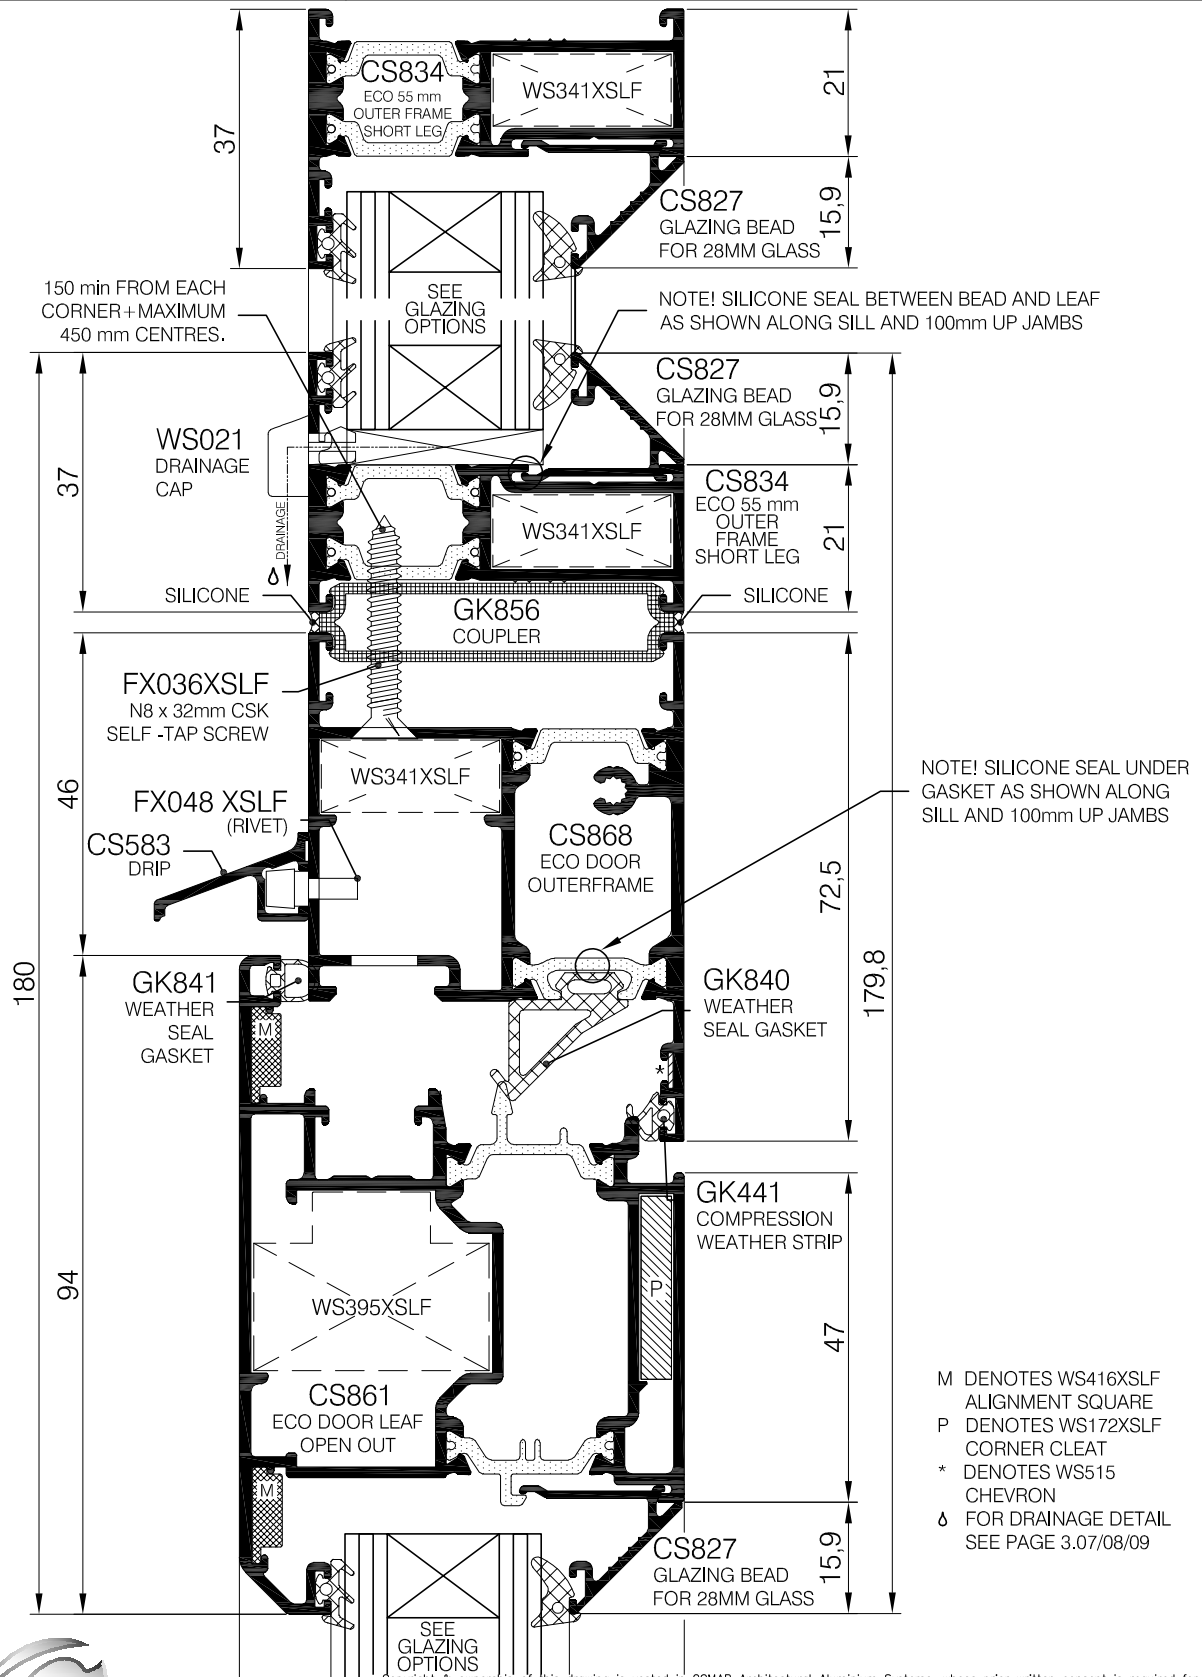 CS834
ECO 55 mm
OUTER FRAME
SHORT LEG
WS341XSLF
21
37
CS827
GLAZING BEAD
FOR 28MM GLASS
15,9
150 min FROM EACH
CORNER+MAXIMUM
450 mm CENTRES.
SEE
GLAZING
OPTIONS
NOTE! SILICONE SEAL BETWEEN BEAD AND LEAF
AS SHOWN ALONG SILL AND 100mm UP JAMBS
CS827
GLAZING BEAD
FOR 28MM GLASS
15,9
WS021
DRAINAGE
CAP
37
DRAINAGE
CS834
ECO 55 mm
OUTER
FRAME
SHORT LEG
WS341XSLF
21
SILICONE
GK856
COUPLER
SILICONE
FX036XSLF
N8 x 32mm CSK
SELF -TAP SCREW
WS341XSLF
46
FX048 XSLF
(RIVET)
CS583
DRIP
CS868
ECO DOOR
OUTERFRAME
NOTE! SILICONE SEAL UNDER
GASKET AS SHOWN ALONG
SILL AND 100mm UP JAMBS
72,5
180
179,8
GK841
WEATHER
SEAL
GASKET
M
GK840
WEATHER
SEAL GASKET
*
GK441
COMPRESSION
WEATHER STRIP
94
WS395XSLF
P
47
CS861
ECO DOOR LEAF
OPEN OUT
M
M DENOTES WS416XSLF
ALIGNMENT SQUARE
P DENOTES WS172XSLF
CORNER CLEAT
* DENOTES WS515
CHEVRON
FOR DRAINAGE DETAIL
SEE PAGE 3.07/08/09
CS827
GLAZING BEAD
FOR 28MM GLASS
15,9
SEE
GLAZING
OPTIONS